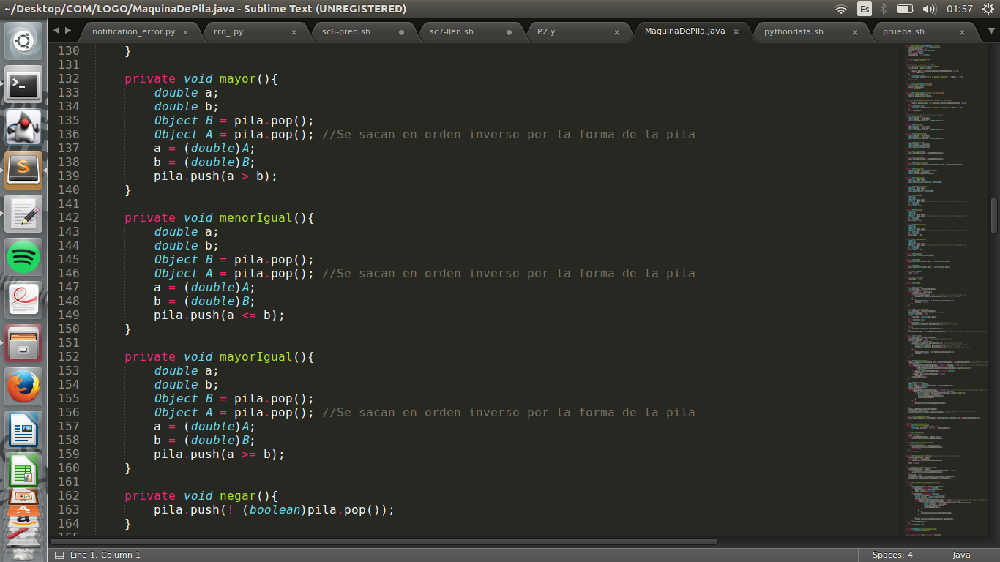 ~/Desktop/COM/LOGO/MaquinaDePila.java - Sublime Text (UNREGISTERED)
Es
01:57
notification_error.py ×
rrd_.py ×
sc6-pred.sh
sc7-llen.sh
P2.y ×
MaquinaDePila.java ×
pythondata.sh ×
prueba.sh ×
130 }
131
132 private void mayor(){
133 double a;
134 double b;
135 Object B = pila.pop();
136 Object A = pila.pop(); //Se sacan en orden inverso por la forma de la pila
137 a = (double)A;
138 b = (double)B;
139 pila.push(a > b);
140 }
141
142 private void menorIgual(){
143 double a;
144 double b;
145 Object B = pila.pop();
146 Object A = pila.pop(); //Se sacan en orden inverso por la forma de la pila
147 a = (double)A;
148 b = (double)B;
149 pila.push(a <= b);
150 }
151
152 private void mayorIgual(){
153 double a;
154 double b;
155 Object B = pila.pop();
156 Object A = pila.pop(); //Se sacan en orden inverso por la forma de la pila
157 a = (double)A;
158 b = (double)B;
159 pila.push(a >= b);
160 }
161
162 private void negar(){
163 pila.push(! (boolean)pila.pop());
164 }
165
Line 1, Column 1
Spaces: 4
Java